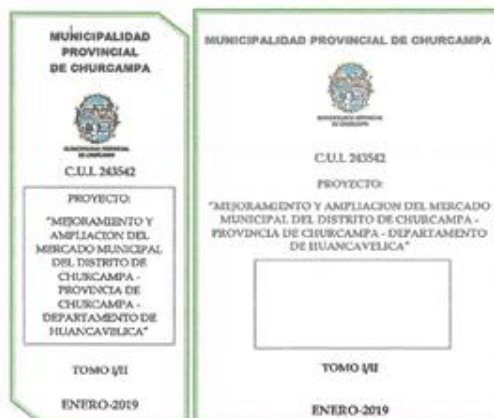 MUNICIPALIDAD
PROVINCIAL
DE CHURCAMPA
C.U.I. 243542
PROYECTO:
"MEJORAMIENTO Y
AMPLIACION DEL
MERCADO MUNICIPAL
DEL DISTRITO DE
CHURCAMPA -
PROVINCIA DE
CHURCAMPA -
DEPARTAMENTO DE
HUANCAVELICA"
TOMO I/II
ENERO-2019
MUNICIPALIDAD PROVINCIAL DE CHURCAMPA
C.U.I. 243542
PROYECTO:
"MEJORAMIENTO Y AMPLIACION DEL MERCADO
MUNICIPAL DEL DISTRITO DE CHURCAMPA -
PROVINCIA DE CHURCAMPA - DEPARTAMENTO
DE HUANCAVELICA"
TOMO I/II
ENERO-2019